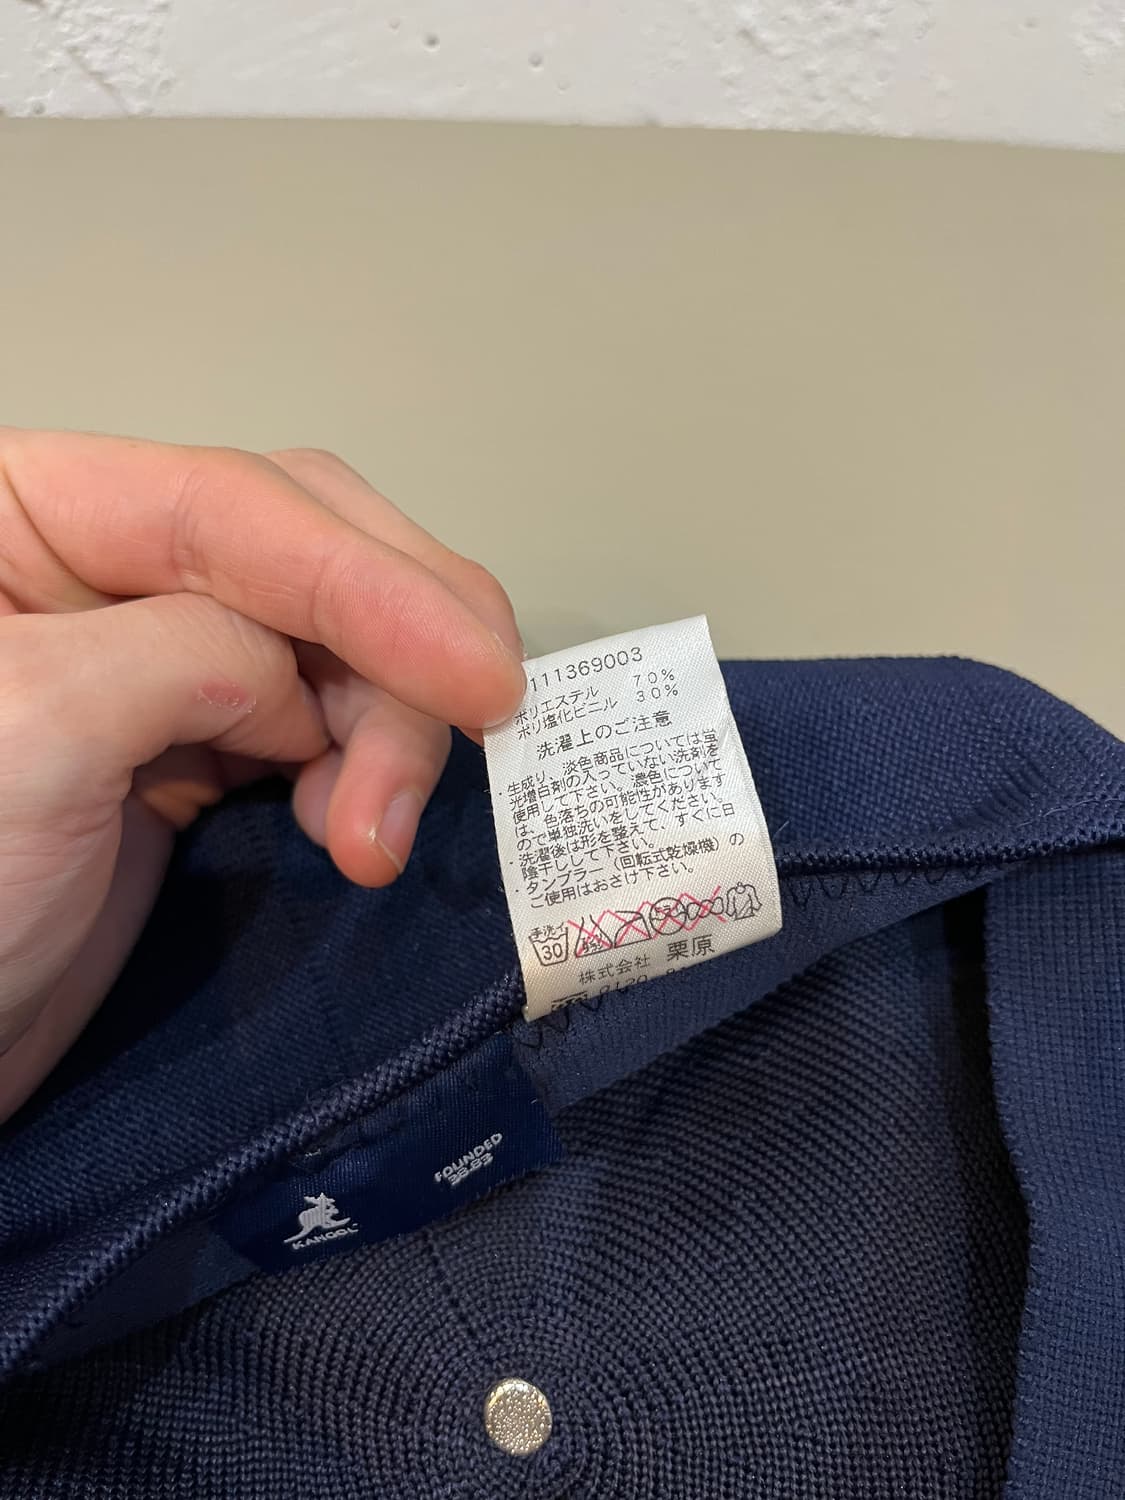 111369003
ポリエステル 70%
ポリ塩化ビニル 30%
洗濯上のご注意
・生成り、淡色商品については蛍
光増白剤の入っていない洗剤を
使用して下さい。濃色について
は、色落ちの可能性があります
ので単独洗いをしてください。
・洗濯後は形を整えて、すぐに日
陰干しして下さい。
・タンブラー(回転式乾燥機)の
ご使用はおさけ下さい。
手洗イ
30
株式会社 栗原
0120
FOUNDED
38.83
KANGOL